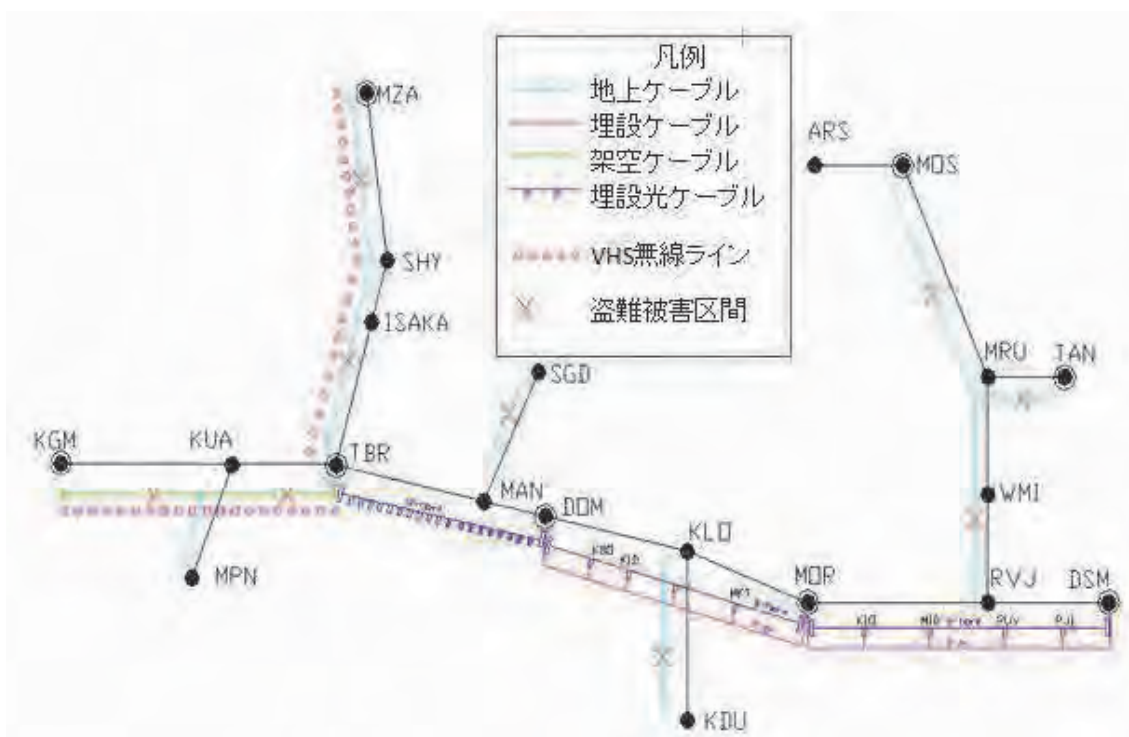 凡例
地上ケーブル
埋設ケーブル
架空ケーブル
埋設光ケーブル
VHS無線ライン
盗難被害区間
MZA
SHY
ISAKA
ARS
MOS
SGD
MRU
TAN
KGM
KUA
TBR
MAN
DOM
KLO
WMI
MPN
MOR
RVJ
DSM
KDU